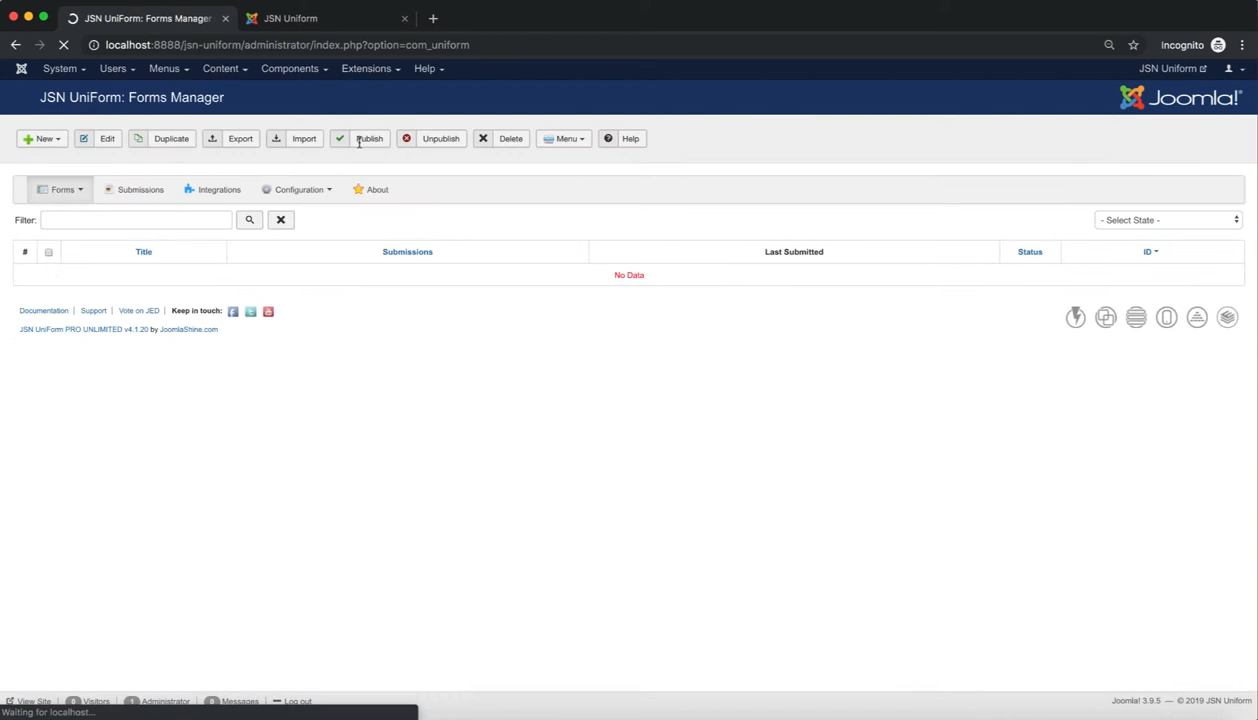 JSN UniForm: Forms Manager
JSN Uniform
localhost:8888/jsn-uniform/administrator/index.php?option=com_uniform
Incognito
System Users Menus Content Components Extensions Help
JSN Uniform
JSN UniForm: Forms Manager
Joomla!®
New Edit Duplicate Export Import Publish Unpublish Delete Menu Help
Forms Submissions Integrations Configuration About
Filter:
- Select State -
# Title Submissions Last Submitted Status ID
No Data
Documentation | Support | Vote on JED | Keep in touch:
JSN UniForm PRO UNLIMITED v4.1.20 by JoomlaShine.com
View Site 0 Visitors 1 Administrator 0 Messages Log out
Joomla! 3.9.5 — © 2019 JSN Uniform
Waiting for localhost...